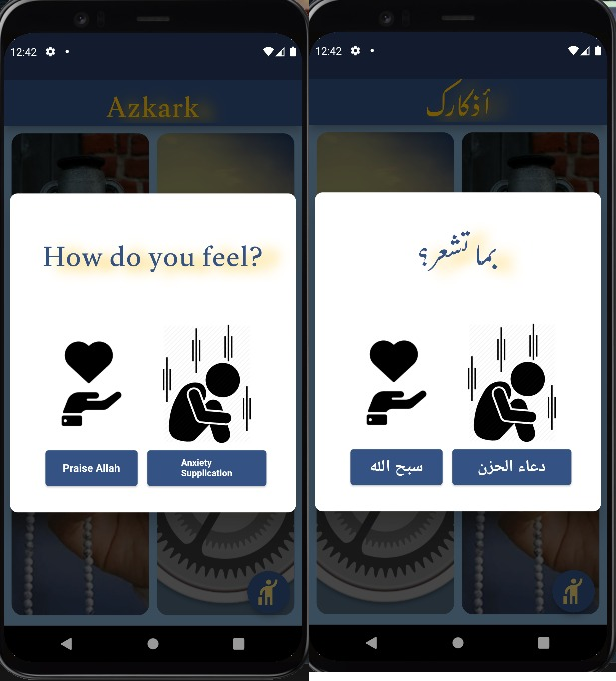 12:42
Azkark
How do you feel?
Praise Allah
Anxiety
Supplication
12:42
أذكارك
بما تشعر؟
سبح الله
دعاء الحزن